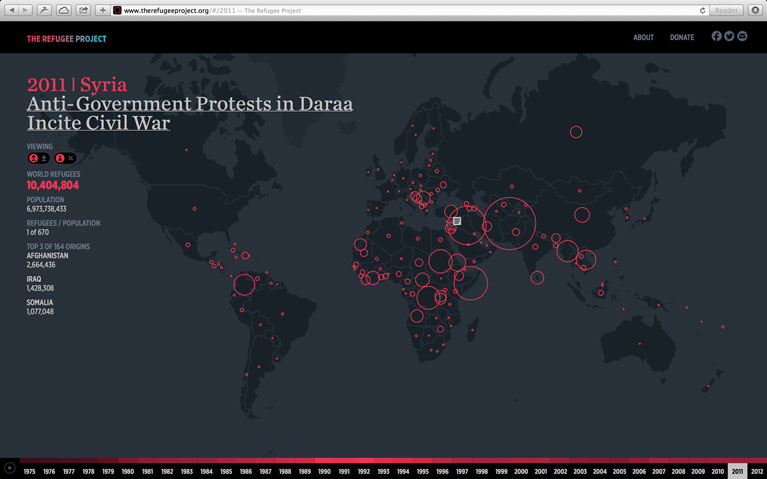 www.therefugeeproject.org/#/2011 — The Refugee Project
Reader
THE REFUGEE PROJECT
ABOUT
DONATE
2011 | Syria
Anti-Government Protests in Daraa
Incite Civil War
VIEWING
WORLD REFUGEES
10,404,804
POPULATION
6,973,738,433
REFUGEES / POPULATION
1 of 670
TOP 3 OF 164 ORIGINS
AFGHANISTAN
2,664,436
IRAQ
1,428,308
SOMALIA
1,077,048
1975 1976 1977 1978 1979 1980 1981 1982 1983 1984 1985 1986 1987 1988 1989 1990 1991 1992 1993 1994 1995 1996 1997 1998 1999 2000 2001 2002 2003 2004 2005 2006 2007 2008 2009 2010 2011 2012